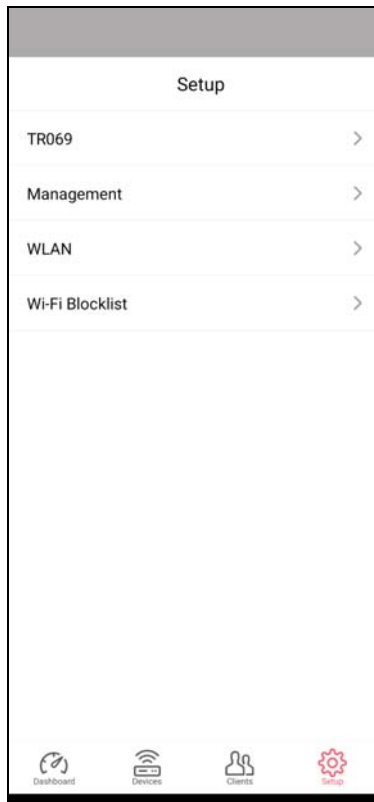 Setup
TR069
Management
WLAN
Wi-Fi Blocklist
Dashboard Devices Clients Setup